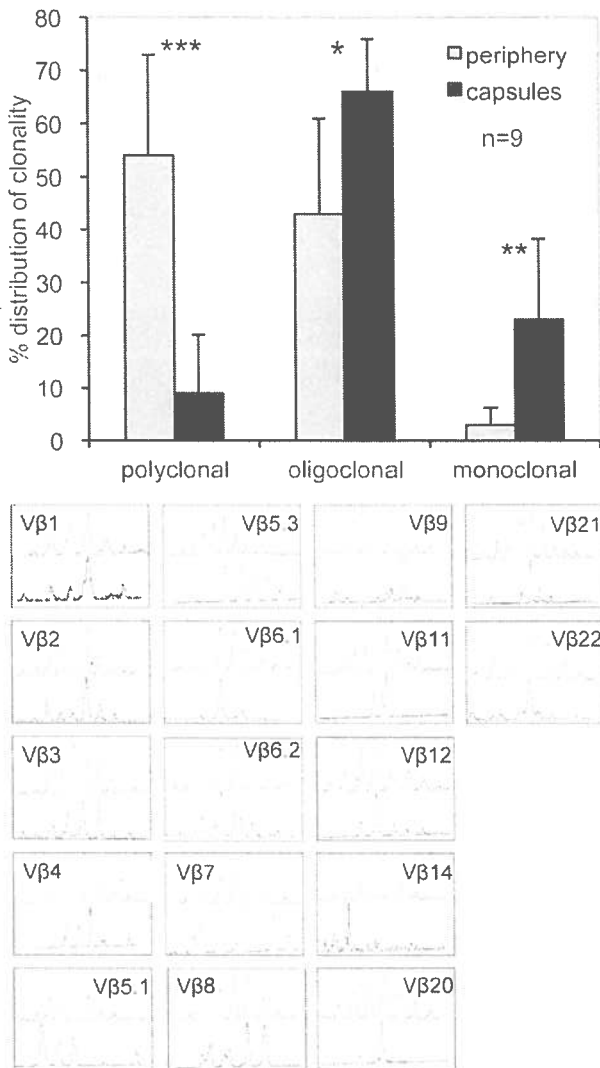 % distribution of clonality
80
70
60
50
40
30
20
10
0
***
*
**
periphery
capsules
n=9
polyclonal oligoclonal monoclonal
Vβ1 Vβ5.3 Vβ9 Vβ21
Vβ2 Vβ6.1 Vβ11 Vβ22
Vβ3 Vβ6.2 Vβ12
Vβ4 Vβ7 Vβ14
Vβ5.1 Vβ8 Vβ20